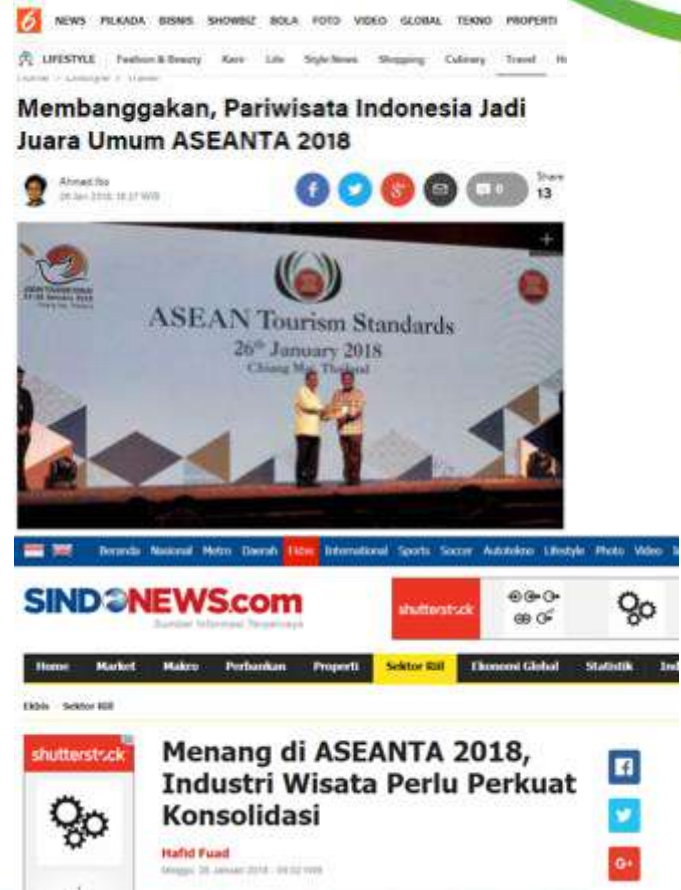 NEWS PILKADA BISNIS SHOWBIZ BOLA FOTO VIDEO GLOBAL TEKNO PROPERTI
LIFESTYLE Fashion & Beauty Kece Life Style News Shopping Culinary Travel
Membanggakan, Pariwisata Indonesia Jadi
Juara Umum ASEANTA 2018
Share
13
ASEAN Tourism Standards
26th January 2018
Chiang Mai, Thailand
Beranda Nasional Metro Daerah Ekbis International Sports Soccer Autotekno Lifestyle Photo Video
SINDONEWS.com
Sumber Informasi Terpercaya
shutterstock
Home Market Makro Perbankan Properti Sektor Riil Ekonomi Global Statistik
Ekbis Sektor Riil
shutterstock
Menang di ASEANTA 2018,
Industri Wisata Perlu Perkuat
Konsolidasi
Hafid Fuad